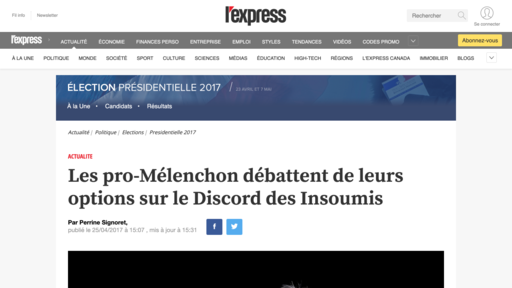 Fil info Newsletter
l'express
Rechercher
Se connecter
l'express ACTUALITÉ ÉCONOMIE FINANCES PERSO ENTREPRISE EMPLOI STYLES TENDANCES VIDÉOS CODES PROMO Abonnez-vous
À LA UNE POLITIQUE MONDE SOCIÉTÉ SPORT CULTURE SCIENCES MÉDIAS ÉDUCATION HIGH-TECH RÉGIONS L'EXPRESS CANADA IMMOBILIER BLOGS
ÉLECTION PRÉSIDENTIELLE 2017 / 23 AVRIL ET 7 MAI
À la Une • Candidats • Résultats
Actualité / Politique / Elections / Presidentielle 2017
ACTUALITÉ
Les pro-Mélenchon débattent de leurs
options sur le Discord des Insoumis
Par Perrine Signoret,
publié le 25/04/2017 à 15:07 , mis à jour à 15:31